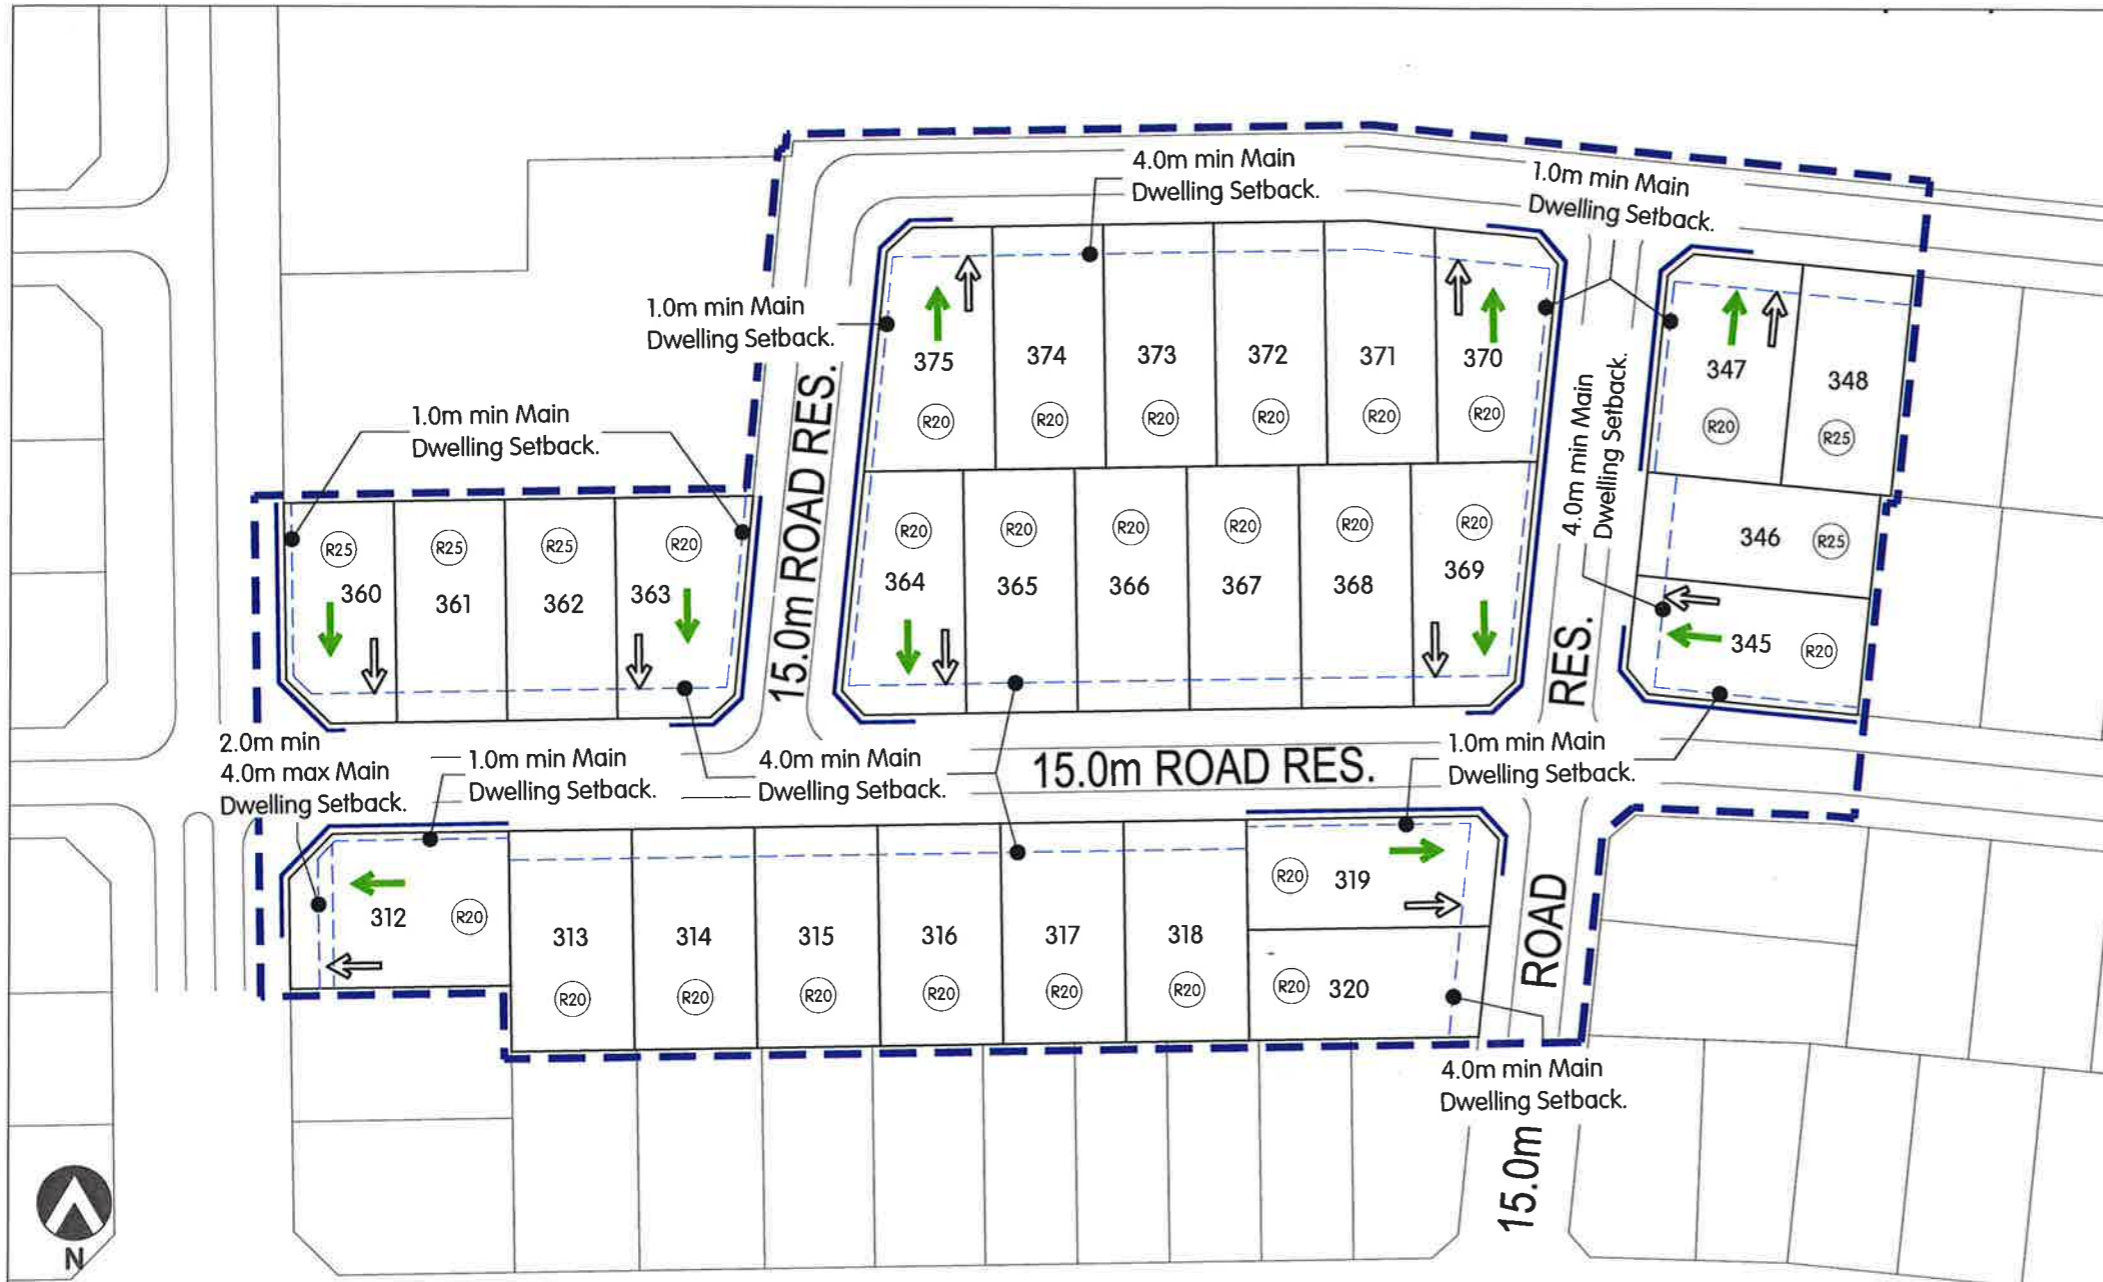 4.0m min Main
Dwelling Setback.
1.0m min Main
Dwelling Setback.
1.0m min Main
Dwelling Setback.
375
374
373
372
371
370
347
348
R20
R20
R20
R20
R20
R20
R20
R25
1.0m min Main
Dwelling Setback.
15.0m ROAD RES.
4.0m min Main
Dwelling Setback.
R25
R25
R25
R20
360
361
362
363
R20
R20
R20
R20
R20
R20
364
365
366
367
368
369
346
R25
345
R20
2.0m min
4.0m max Main
Dwelling Setback.
1.0m min Main
Dwelling Setback.
4.0m min Main
Dwelling Setback.
15.0m ROAD RES.
1.0m min Main
Dwelling Setback.
312
R20
313
314
315
316
317
318
R20
R20
R20
R20
R20
R20
R20
319
R20
320
15.0m ROAD RES.
4.0m min Main
Dwelling Setback.
N